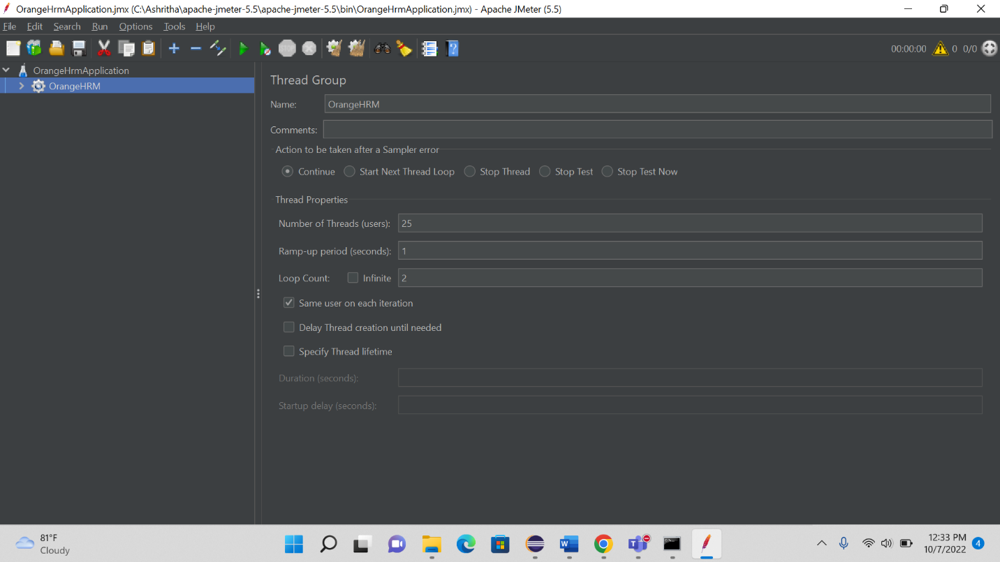 OrangeHrmApplication.jmx (C:\Ashritha\apache-jmeter-5.5\apache-jmeter-5.5\bin\OrangeHrmApplication.jmx) - Apache JMeter (5.5)
File Edit Search Run Options Tools Help
STOP
00:00:00 0 0/0
OrangeHrmApplication
OrangeHRM
Thread Group
Name: OrangeHRM
Comments:
Action to be taken after a Sampler error
Continue Start Next Thread Loop Stop Thread Stop Test Stop Test Now
Thread Properties
Number of Threads (users): 25
Ramp-up period (seconds): 1
Loop Count: Infinite 2
Same user on each iteration
Delay Thread creation until needed
Specify Thread lifetime
Duration (seconds):
Startup delay (seconds):
81°F
Cloudy
12:33 PM
10/7/2022
4